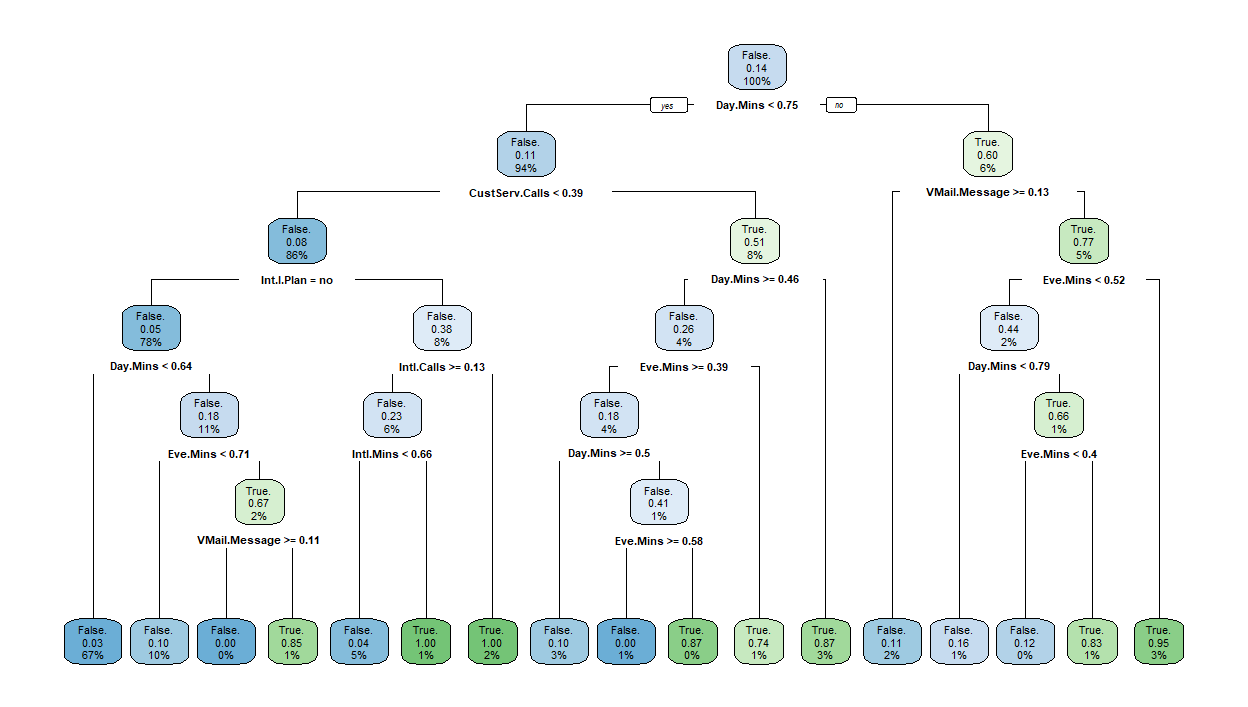 False.
0.14
100%
yes
Day.Mins < 0.75
no
False.
0.11
94%
True.
0.60
6%
CustServ.Calls < 0.39
VMail.Message >= 0.13
False.
0.08
86%
True.
0.51
8%
True.
0.77
5%
Int.l.Plan = no
Day.Mins >= 0.46
Eve.Mins < 0.52
False.
0.05
78%
False.
0.38
8%
False.
0.26
4%
False.
0.44
2%
Day.Mins < 0.64
Intl.Calls >= 0.13
Eve.Mins >= 0.39
Day.Mins < 0.79
False.
0.18
11%
False.
0.23
6%
False.
0.18
4%
True.
0.66
1%
Eve.Mins < 0.71
Intl.Mins < 0.66
Day.Mins >= 0.5
Eve.Mins < 0.4
True.
0.67
2%
False.
0.41
1%
VMail.Message >= 0.11
Eve.Mins >= 0.58
False.
0.03
67%
False.
0.10
10%
False.
0.00
0%
True.
0.85
1%
False.
0.04
5%
True.
1.00
1%
True.
1.00
2%
False.
0.10
3%
False.
0.00
1%
True.
0.87
0%
True.
0.74
1%
True.
0.87
3%
False.
0.11
2%
False.
0.16
1%
False.
0.12
0%
True.
0.83
1%
True.
0.95
3%